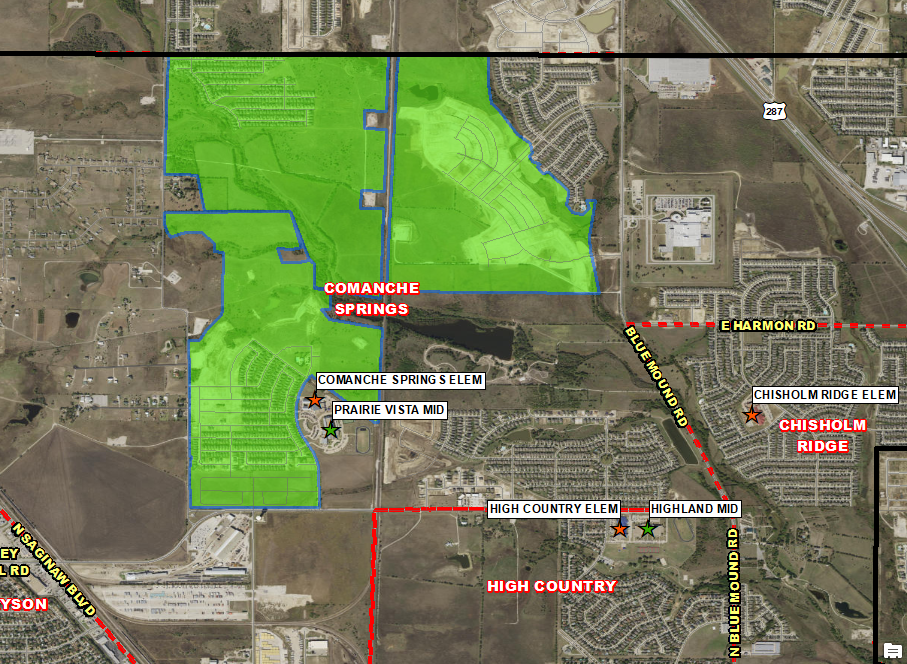 287
COMANCHE
SPRINGS
E HARMON RD
BLUE MOUND RD
COMANCHE SPRINGS ELEM
CHISHOLM RIDGE ELEM
PRAIRIE VISTA MID
CHISHOLM
RIDGE
HIGH COUNTRY ELEM
HIGHLAND MID
N SAGINAW BLVD
EY
L RD
HIGH COUNTRY
YSON
N BLUE MOUND RD